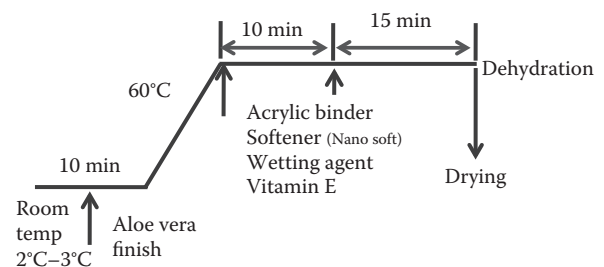 10 min
15 min
60°C
Dehydration
Acrylic binder
Softener (Nano soft)
Wetting agent
Vitamin E
10 min
Drying
Room
temp
2°C–3°C
Aloe vera
finish